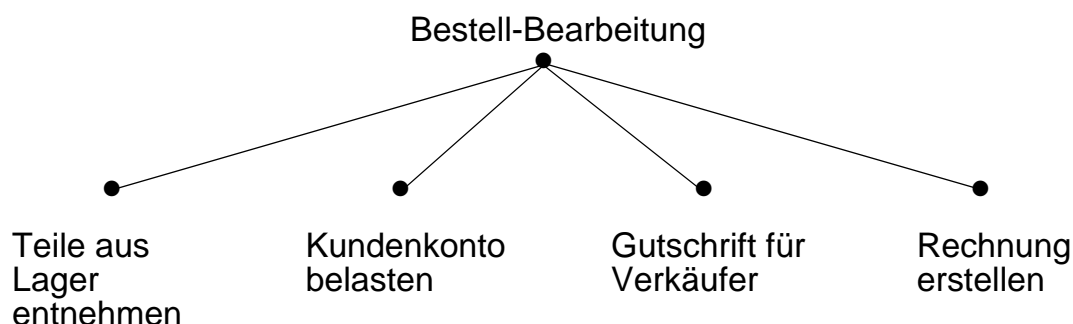 Bestell-Bearbeitung
Teile aus
Lager
entnehmen
Kundenkonto
belasten
Gutschrift für
Verkäufer
Rechnung
erstellen